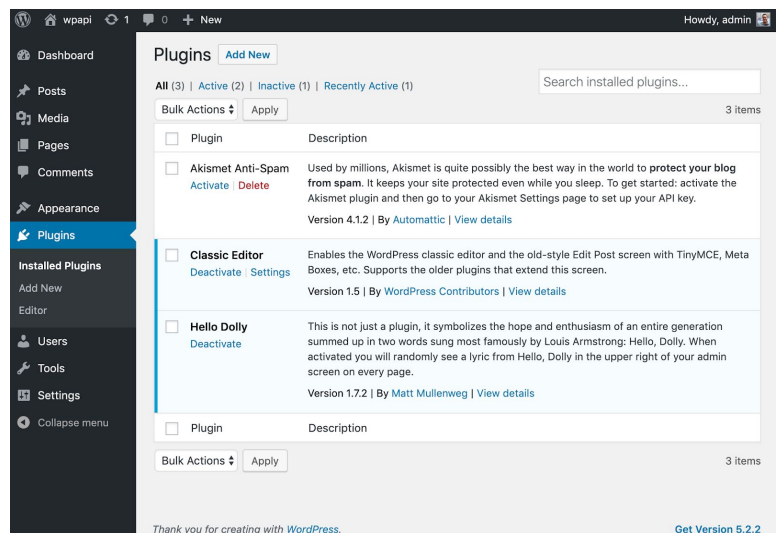 wpapi 1 0 + New Howdy, admin
Dashboard
Posts
Media
Pages
Comments
Appearance
Plugins
Installed Plugins
Add New
Editor
Users
Tools
Settings
Collapse menu
Plugins Add New
All (3) | Active (2) | Inactive (1) | Recently Active (1)
Search installed plugins...
Bulk Actions Apply 3 items
Plugin Description
Akismet Anti-Spam
Activate | Delete
Used by millions, Akismet is quite possibly the best way in the world to protect your blog
from spam. It keeps your site protected even while you sleep. To get started: activate the
Akismet plugin and then go to your Akismet Settings page to set up your API key.
Version 4.1.2 | By Automattic | View details
Classic Editor
Deactivate | Settings
Enables the WordPress classic editor and the old-style Edit Post screen with TinyMCE, Meta
Boxes, etc. Supports the older plugins that extend this screen.
Version 1.5 | By WordPress Contributors | View details
Hello Dolly
Deactivate
This is not just a plugin, it symbolizes the hope and enthusiasm of an entire generation
summed up in two words sung most famously by Louis Armstrong: Hello, Dolly. When
activated you will randomly see a lyric from Hello, Dolly in the upper right of your admin
screen on every page.
Version 1.7.2 | By Matt Mullenweg | View details
Plugin Description
Bulk Actions Apply 3 items
Thank you for creating with WordPress. Get Version 5.2.2